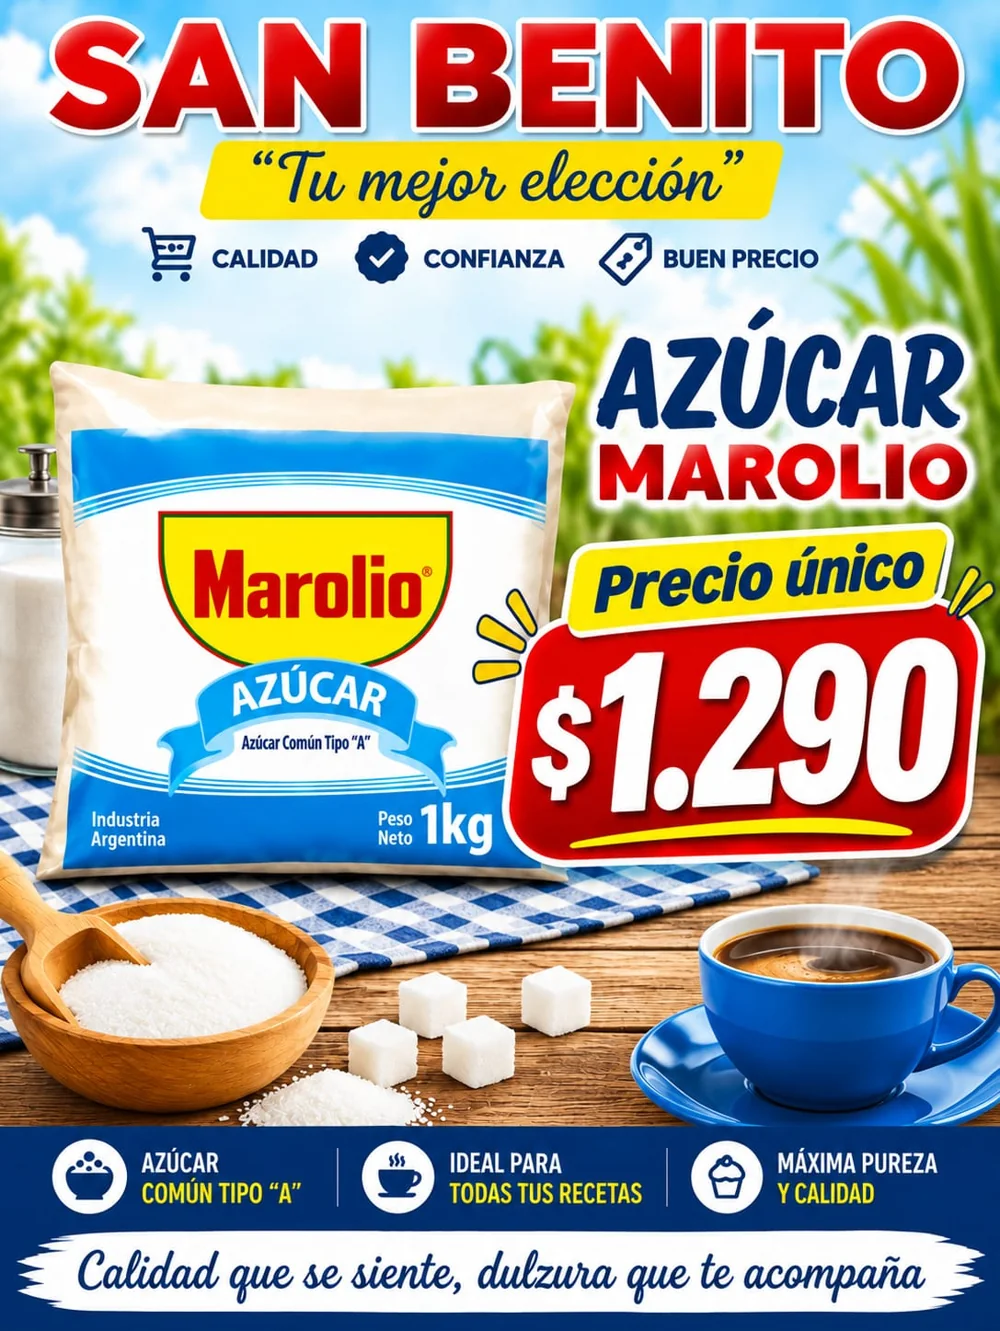 SAN BENITO
“Tu mejor elección”
CALIDAD
CONFIANZA
BUEN PRECIO
AZÚCAR
MAROLIO
Precio único
$1.290
Marolio®
AZÚCAR
Azúcar Común Tipo “A”
Industria
Argentina
Peso
Neto 1kg
AZÚCAR
COMÚN TIPO “A”
IDEAL PARA
TODAS TUS RECETAS
MÁXIMA PUREZA
Y CALIDAD
Calidad que se siente, dulzura que te acompaña